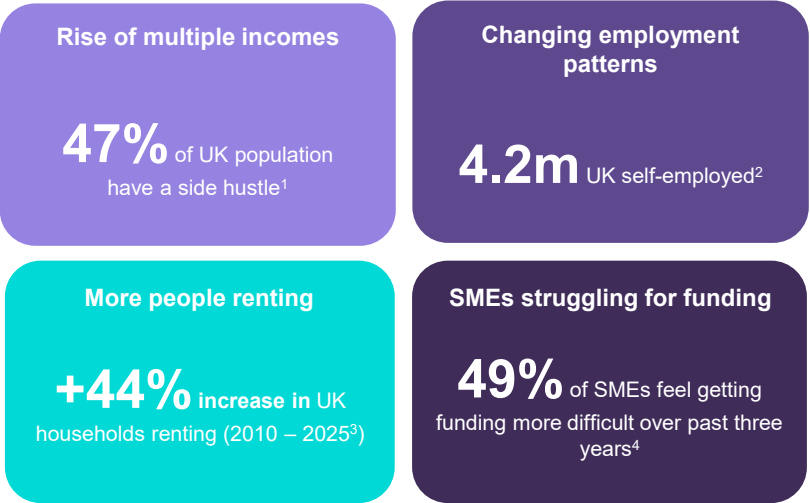 Rise of multiple incomes
47% of UK population
have a side hustle¹
Changing employment
patterns
4.2m UK self-employed²
More people renting
+44% increase in UK
households renting (2010 – 2025³)
SMEs struggling for funding
49% of SMEs feel getting
funding more difficult over past three
years⁴